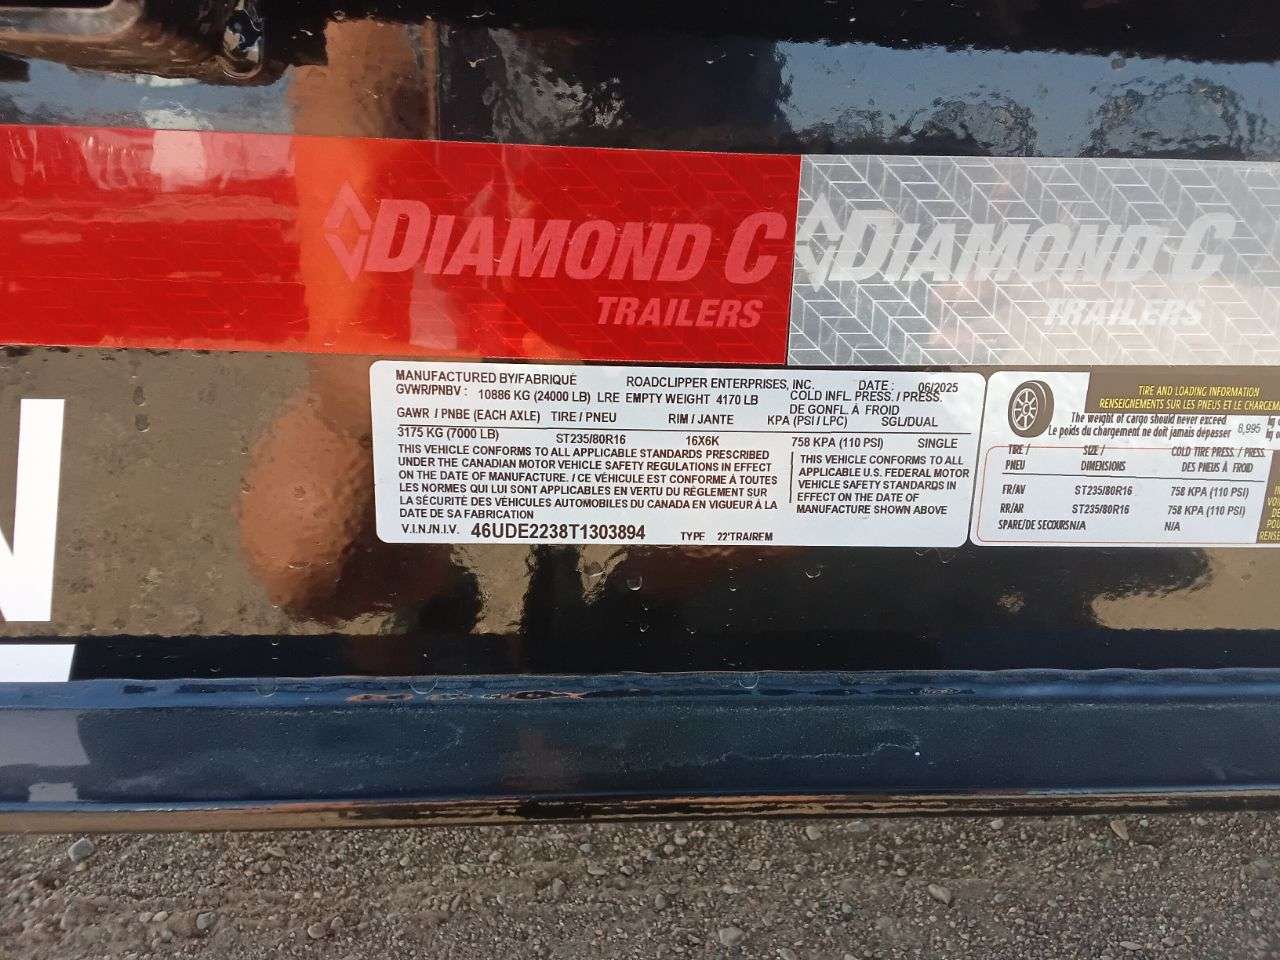 DIAMOND C
TRAILERS
DIAMOND C
TRAILERS
MANUFACTURED BY/FABRIQUÉ ROADCLIPPER ENTERPRISES, INC. DATE : 06/2025
GVWR/PNBV : 10886 KG (24000 LB) LRE EMPTY WEIGHT 4170 LB COLD INFL. PRESS./PRESS.
DE GONFL. À FROID
GAWR / PNBE (EACH AXLE) TIRE / PNEU RIM / JANTE KPA (PSI / LPC) SGL/DUAL
3175 KG (7000 LB) ST235/80R16 16X6K 758 KPA (110 PSI) SINGLE
THIS VEHICLE CONFORMS TO ALL APPLICABLE STANDARDS PRESCRIBED
UNDER THE CANADIAN MOTOR VEHICLE SAFETY REGULATIONS IN EFFECT
ON THE DATE OF MANUFACTURE. / CE VÉHICULE EST CONFORME À TOUTES
LES NORMES QUI LUI SONT APPLICABLES EN VERTU DU RÈGLEMENT SUR
LA SÉCURITÉ DES VÉHICULES AUTOMOBILES DU CANADA EN VIGUEUR À LA
DATE DE SA FABRICATION
THIS VEHICLE CONFORMS TO ALL
APPLICABLE U.S. FEDERAL MOTOR
VEHICLE SAFETY STANDARDS IN
EFFECT ON THE DATE OF
MANUFACTURE SHOWN ABOVE
V.I.N./N.I.V. 46UDE2238T1303894 TYPE 22'TRA/REM
TIRE AND LOADING INFORMATION
RENSEIGNEMENTS SUR LES PNEUS ET LE CHARGEM
The weight of cargo should never exceed
Le poids du chargement ne doit jamais dépasser 8,995 kg o
TIRE / SIZE / COLD TIRE PRESS. / PRESS.
PNEU DIMENSIONS DES PNEUS À FROID
FR/AV ST235/80R16 758 KPA (110 PSI)
RR/AR ST235/80R16 758 KPA (110 PSI)
SPARE/DE SECOURS N/A N/A